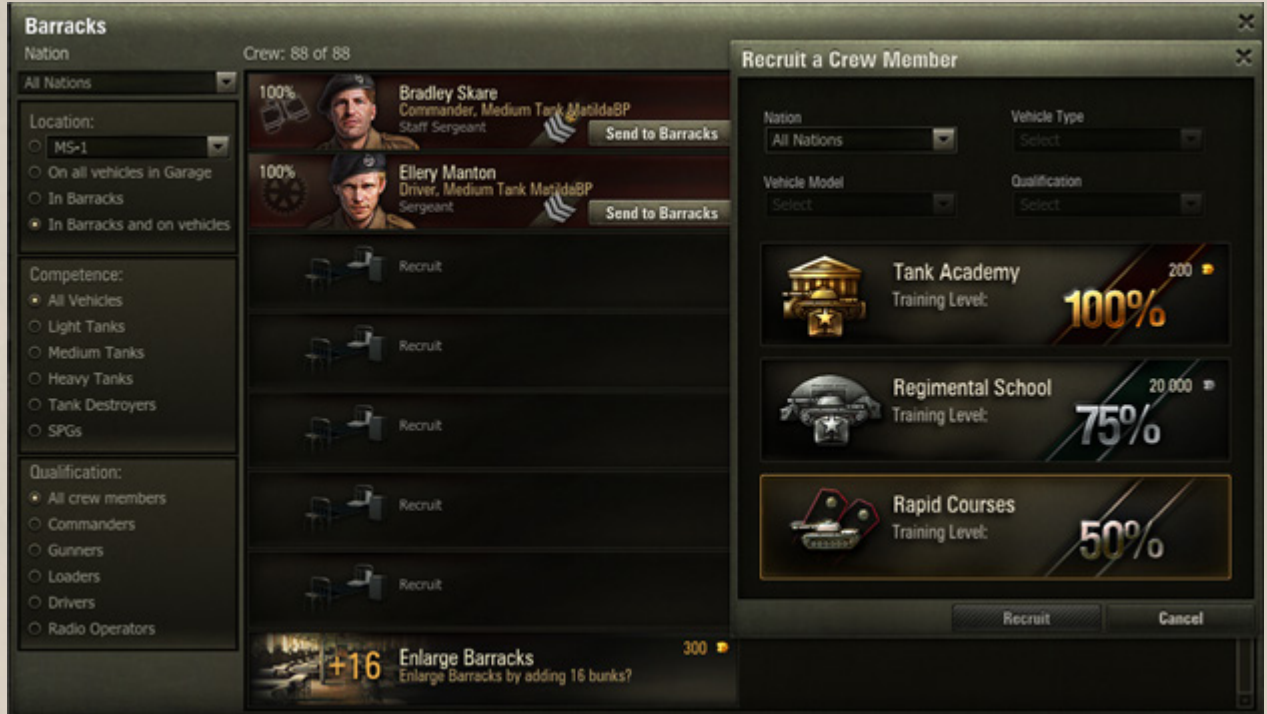 Barracks
Nation
All Nations
Location:
MS-1
On all vehicles in Garage
In Barracks
In Barracks and on vehicles
Competence:
All Vehicles
Light Tanks
Medium Tanks
Heavy Tanks
Tank Destroyers
SPGs
Qualification:
All crew members
Commanders
Gunners
Loaders
Drivers
Radio Operators
Crew: 88 of 88
100%
Bradley Skare
Commander, Medium Tank MatildaBP
Staff Sergeant
Send to Barracks
100%
Ellery Manton
Driver, Medium Tank MatildaBP
Sergeant
Send to Barracks
Recruit
Recruit
Recruit
Recruit
Recruit
+16
Enlarge Barracks
300
Enlarge Barracks by adding 16 bunks?
Recruit a Crew Member
Nation
All Nations
Vehicle Type
Select
Vehicle Model
Select
Qualification
Select
Tank Academy
200
Training Level:
100%
Regimental School
20 000
Training Level:
75%
Rapid Courses
Training Level:
50%
Recruit
Cancel